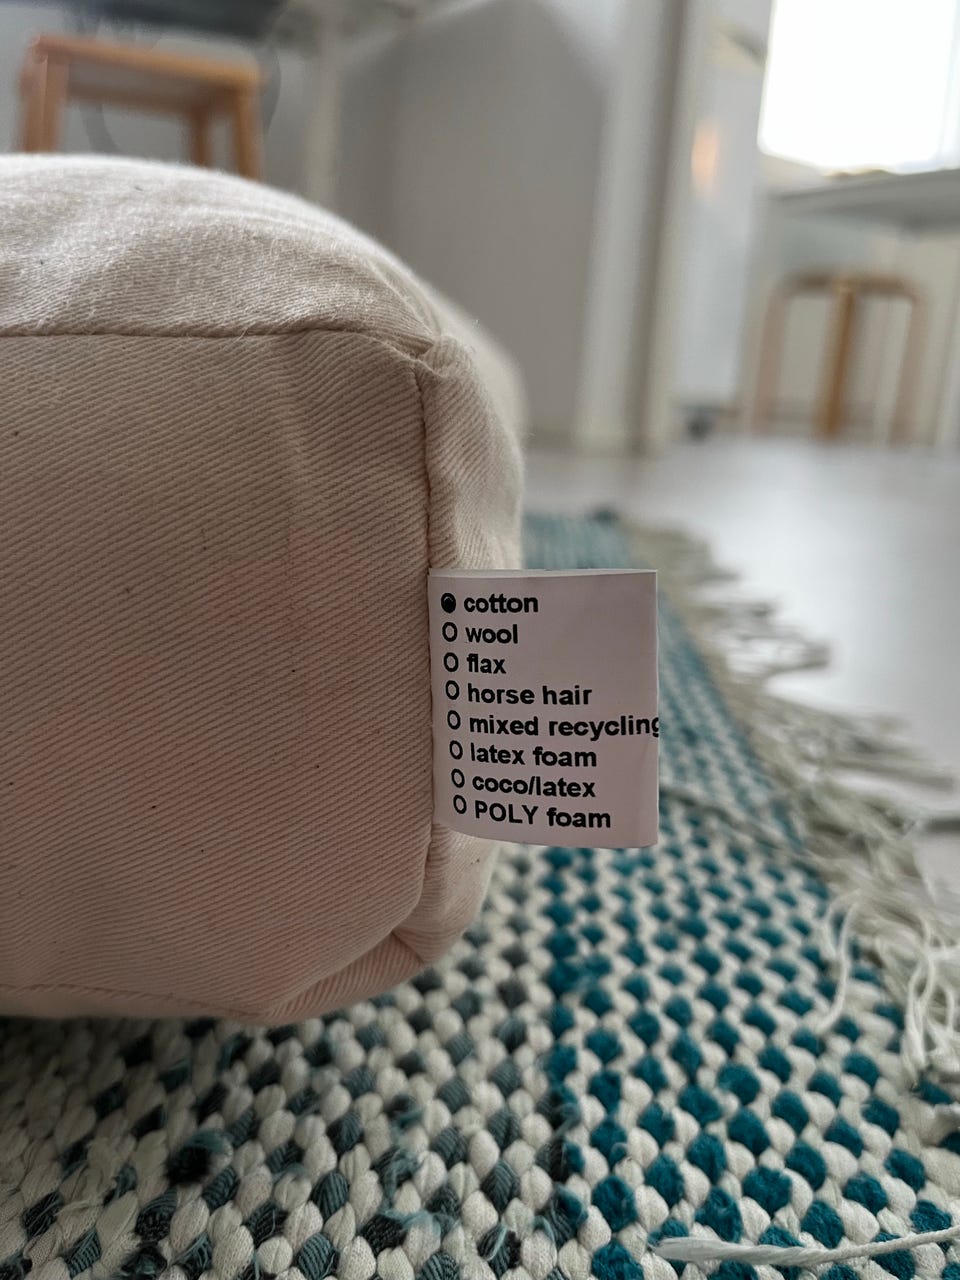 cotton
wool
flax
horse hair
mixed recycling
latex foam
coco/latex
POLY foam